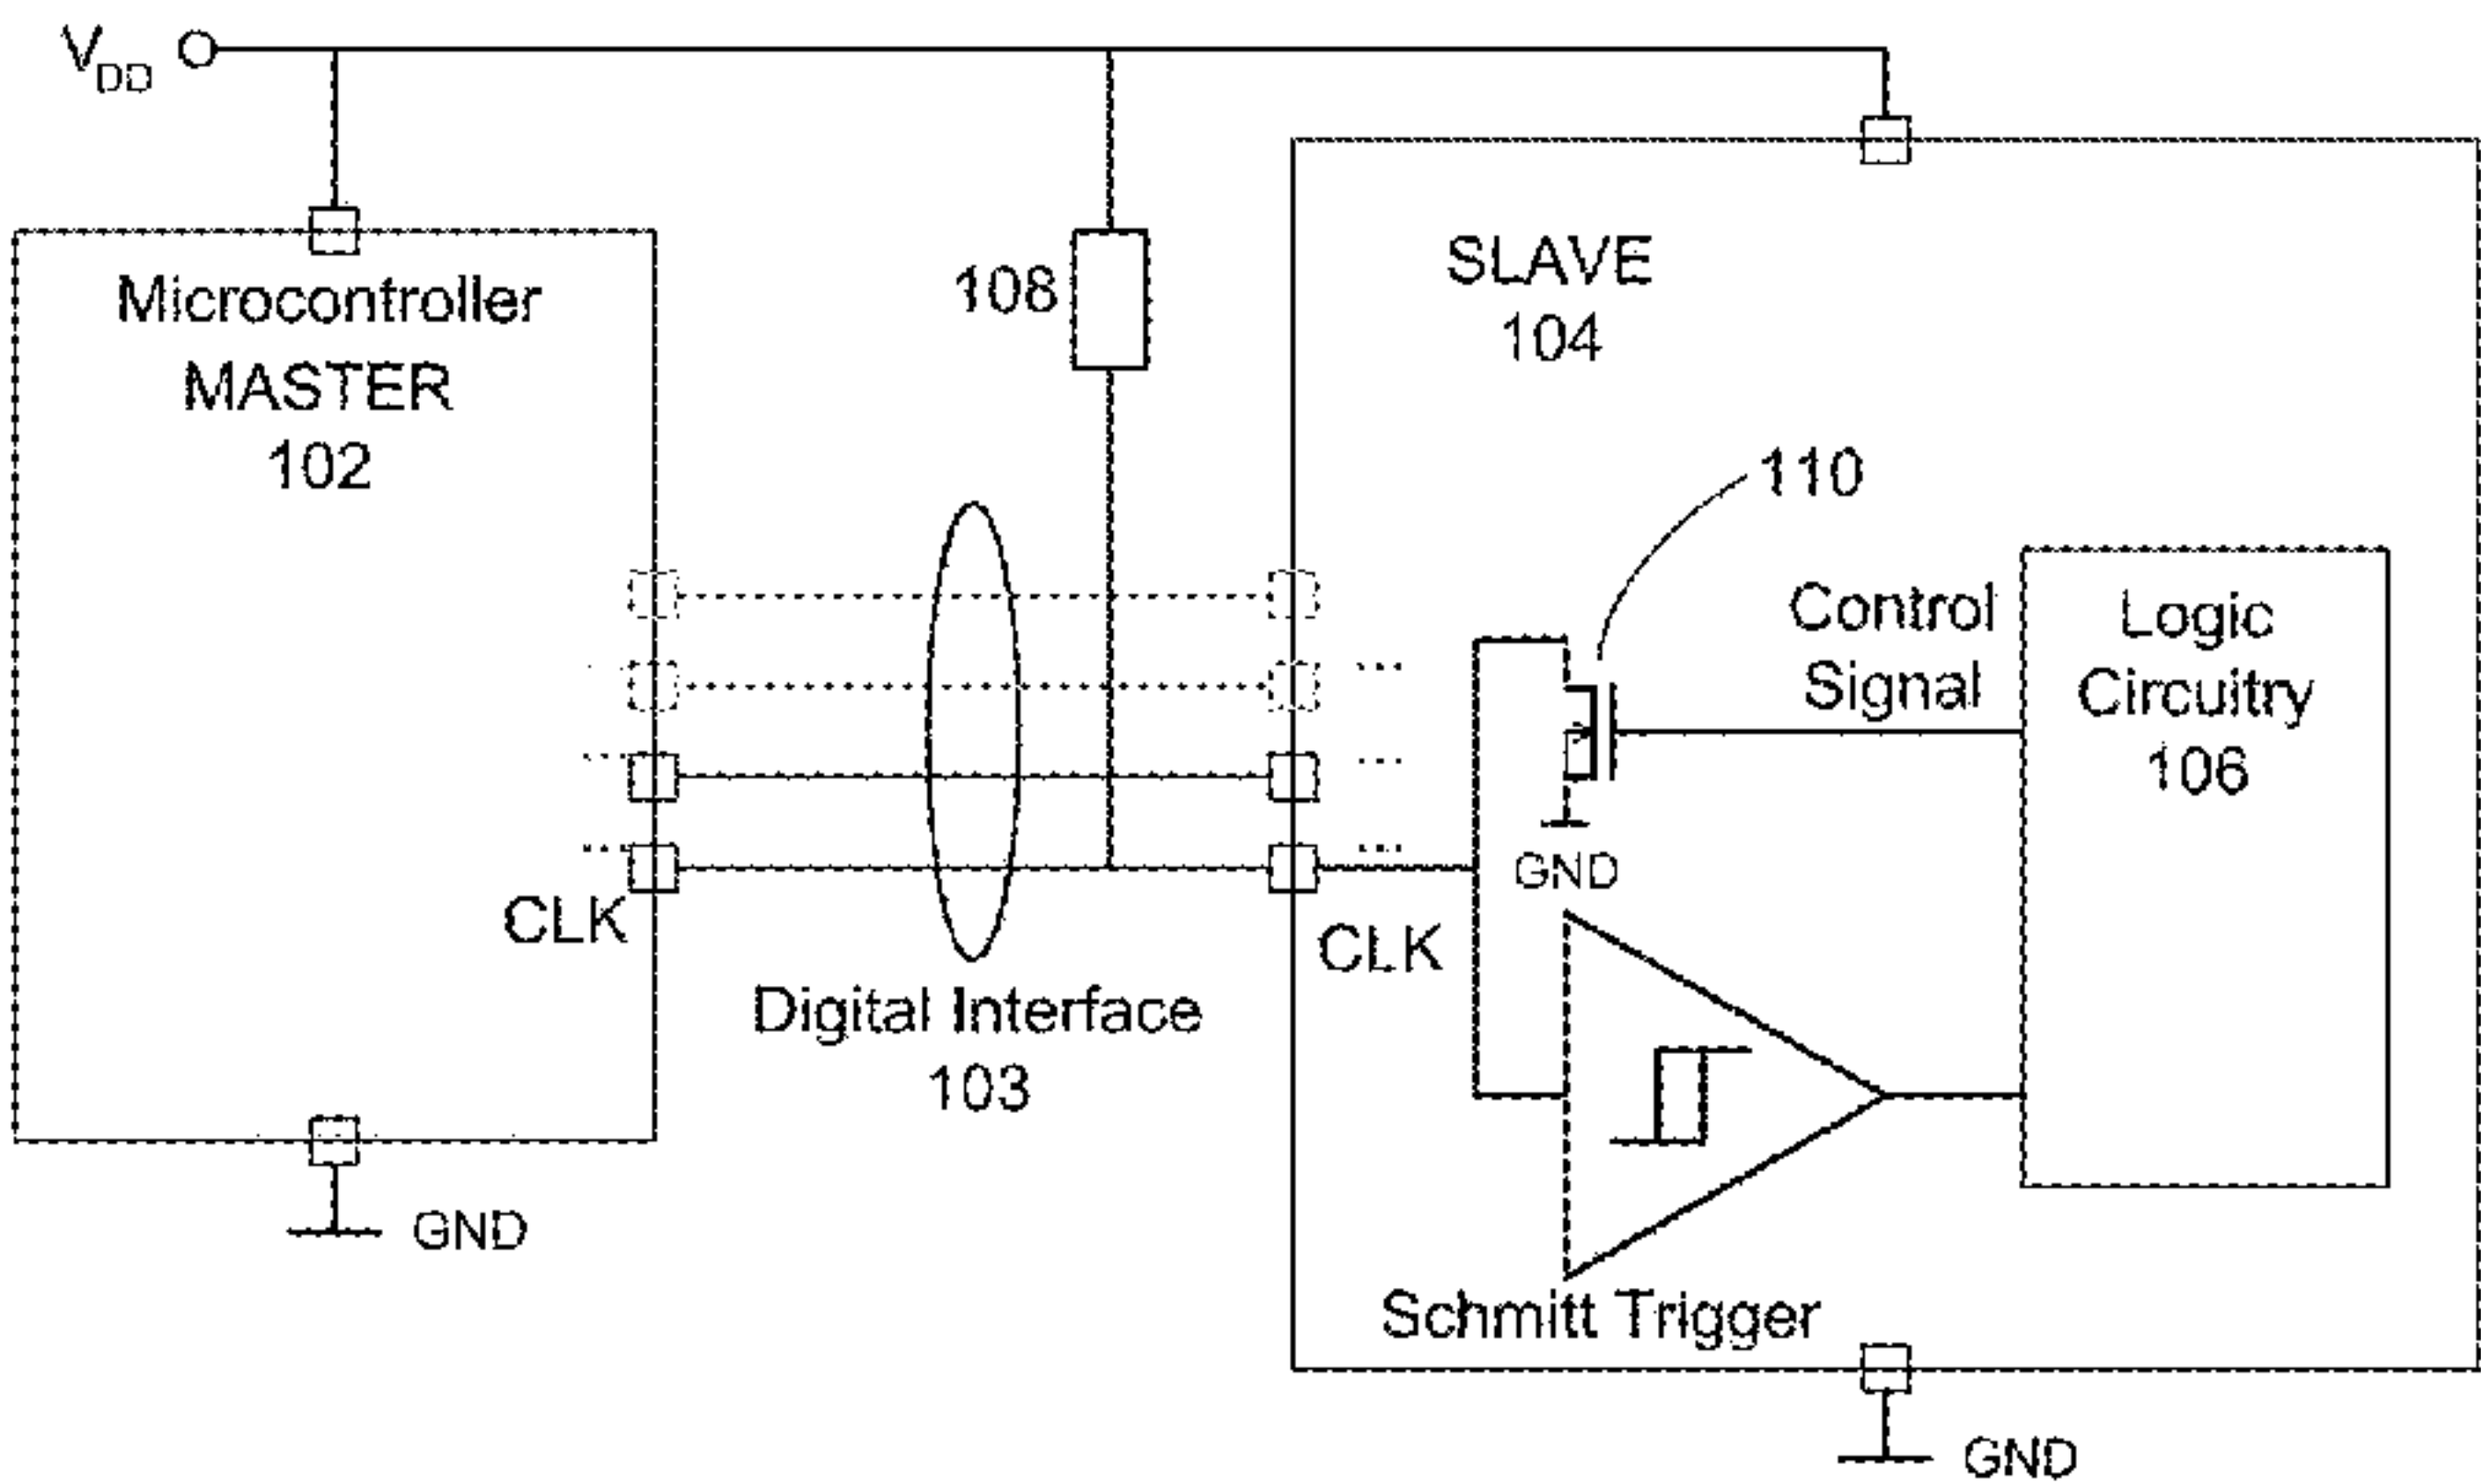 VDD
Microcontroller
MASTER
102
108
SLAVE
104
110
Control
Signal
Logic
Circuitry
106
...
...
...
...
...
CLK
CLK
GND
Digital Interface
103
Schmitt Trigger
GND
GND